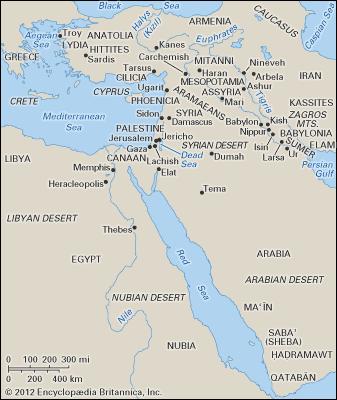 Black
Sea
CAUCASUS
Caspian Sea
ARMENIA
Halys
(Kızıl)
Euphrates
Aegean
Sea
Troy
ANATOLIA
LYDIA
HITTITES
Sardis
GREECE
Kanes
Carchemish
MITANNI
Nineveh
Tarsus
Haran
Arbela
CILICIA
MESOPOTAMIA
IRAN
ASSYRIA
Ashur
CRETE
CYPRUS
Ugarit
Mari
Tigris
KASSITES
PHOENICIA
ARAMAEANS
ZAGROS
MTS.
Mediterranean
Sea
Sidon
SYRIA
Damascus
Babylon
Kish
PALESTINE
Nippur
BABYLONIA
Jerusalem
Jericho
SYRIAN DESERT
Isin
SUMER
ELAM
Gaza
Dead
Sea
Larsa
Ur
LIBYA
CANAAN
Lachish
Dumah
Persian
Gulf
Memphis
Elat
Heracleopolis
Tema
LIBYAN DESERT
Thebes
EGYPT
Red
Sea
ARABIA
ARABIAN DESERT
NUBIAN DESERT
Nile
MAʿĪN
SABAʾ
(SHEBA)
NUBIA
HADRAMAWT
QATABĀN
0 100 200 300 mi
0 200 400 km
© 2012 Encyclopædia Britannica, Inc.